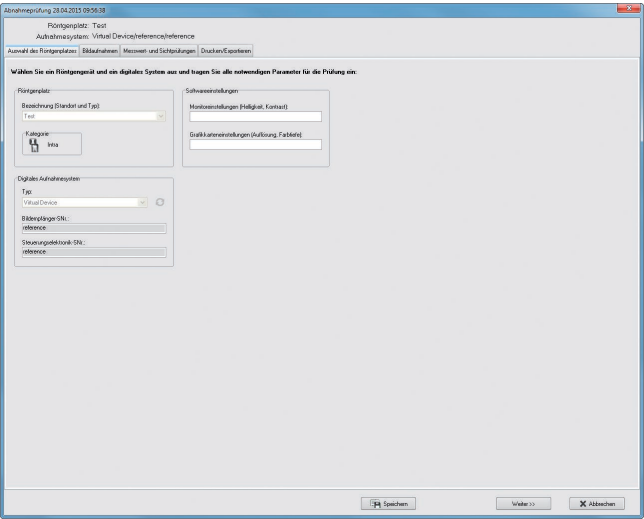 Abnahmeprüfung 28.04.2015 09:56:38
Röntgenplatz: Test
Aufnahmesystem: Virtual Device/reference/reference
Auswahl des Röntgenplatzes Bildaufnahmen Messwert- und Sichtprüfungen Drucken/Exportieren
Wählen Sie ein Röntgengerät und ein digitales System aus und tragen Sie alle notwendigen Parameter für die Prüfung ein:
Röntgenplatz
Bezeichnung (Standort und Typ):
Test
Kategorie
Intra
Softwareeinstellungen
Monitoreinstellungen (Helligkeit, Kontrast):
Grafikkarteneinstellungen (Auflösung, Farbtiefe):
Digitales Aufnahmesystem
Typ:
Virtual Device
Bildempfänger-SNr.:
reference
Steuerungselektronik-SNr.:
reference
Speichern Weiter >> Abbrechen